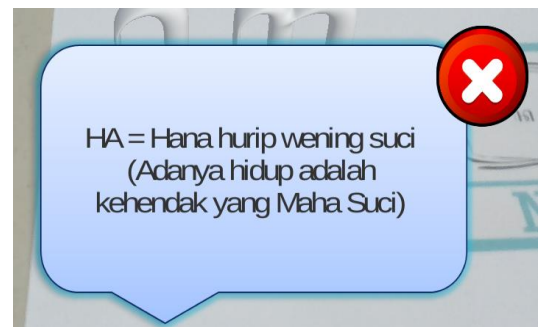 HA = Hana hurip wening suci
(Adanya hidup adalah
kehendak yang Maha Suci)